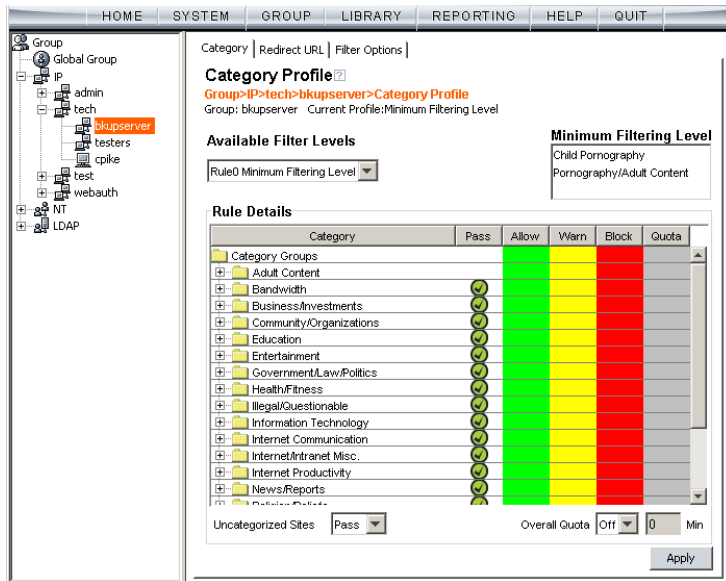 HOME SYSTEM GROUP LIBRARY REPORTING HELP QUIT
Group
Global Group
IP
admin
tech
bkupserver
testers
cpike
test
webauth
NT
LDAP
Category Redirect URL Filter Options
Category Profile ?
Group>IP>tech>bkupserver>Category Profile
Group: bkupserver Current Profile:Minimum Filtering Level
Available Filter Levels
Rule0 Minimum Filtering Level
Minimum Filtering Level
Child Pornography
Pornography/Adult Content
Rule Details
Category Pass Allow Warn Block Quota
Category Groups
Adult Content
Bandwidth
Business/Investments
Community/Organizations
Education
Entertainment
Government/Law/Politics
Health/Fitness
Illegal/Questionable
Information Technology
Internet Communication
Internet/Intranet Misc.
Internet Productivity
News/Reports
Religion/Beliefs
Uncategorized Sites Pass Overall Quota Off 0 Min
Apply